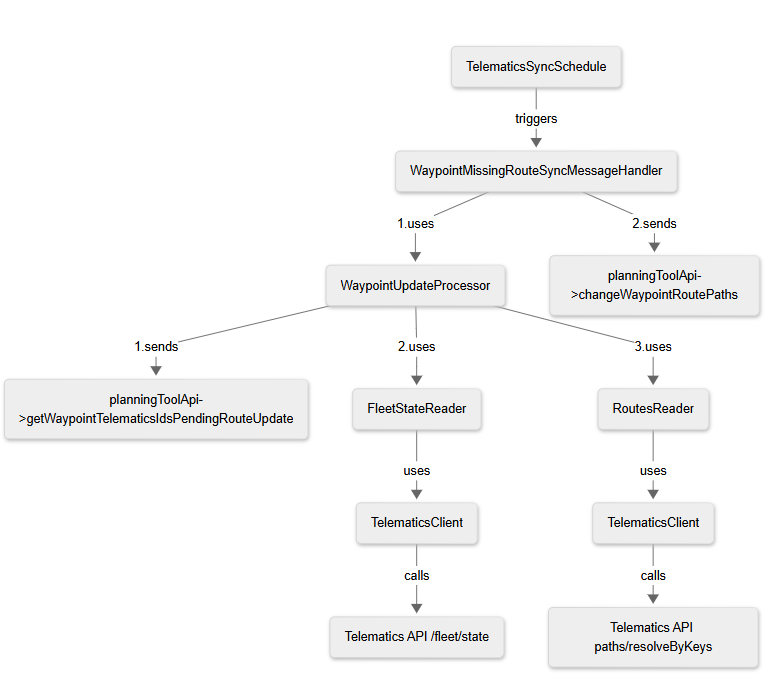 TelematicsSyncSchedule
triggers
WaypointMissingRouteSyncMessageHandler
1.uses
2.sends
WaypointUpdateProcessor
planningToolApi-
>changeWaypointRoutePaths
1.sends
2.uses
3.uses
planningToolApi-
>getWaypointTelematicsIdsPendingRouteUpdate
FleetStateReader
RoutesReader
uses
uses
TelematicsClient
TelematicsClient
calls
calls
Telematics API /fleet/state
Telematics API
paths/resolveByKeys